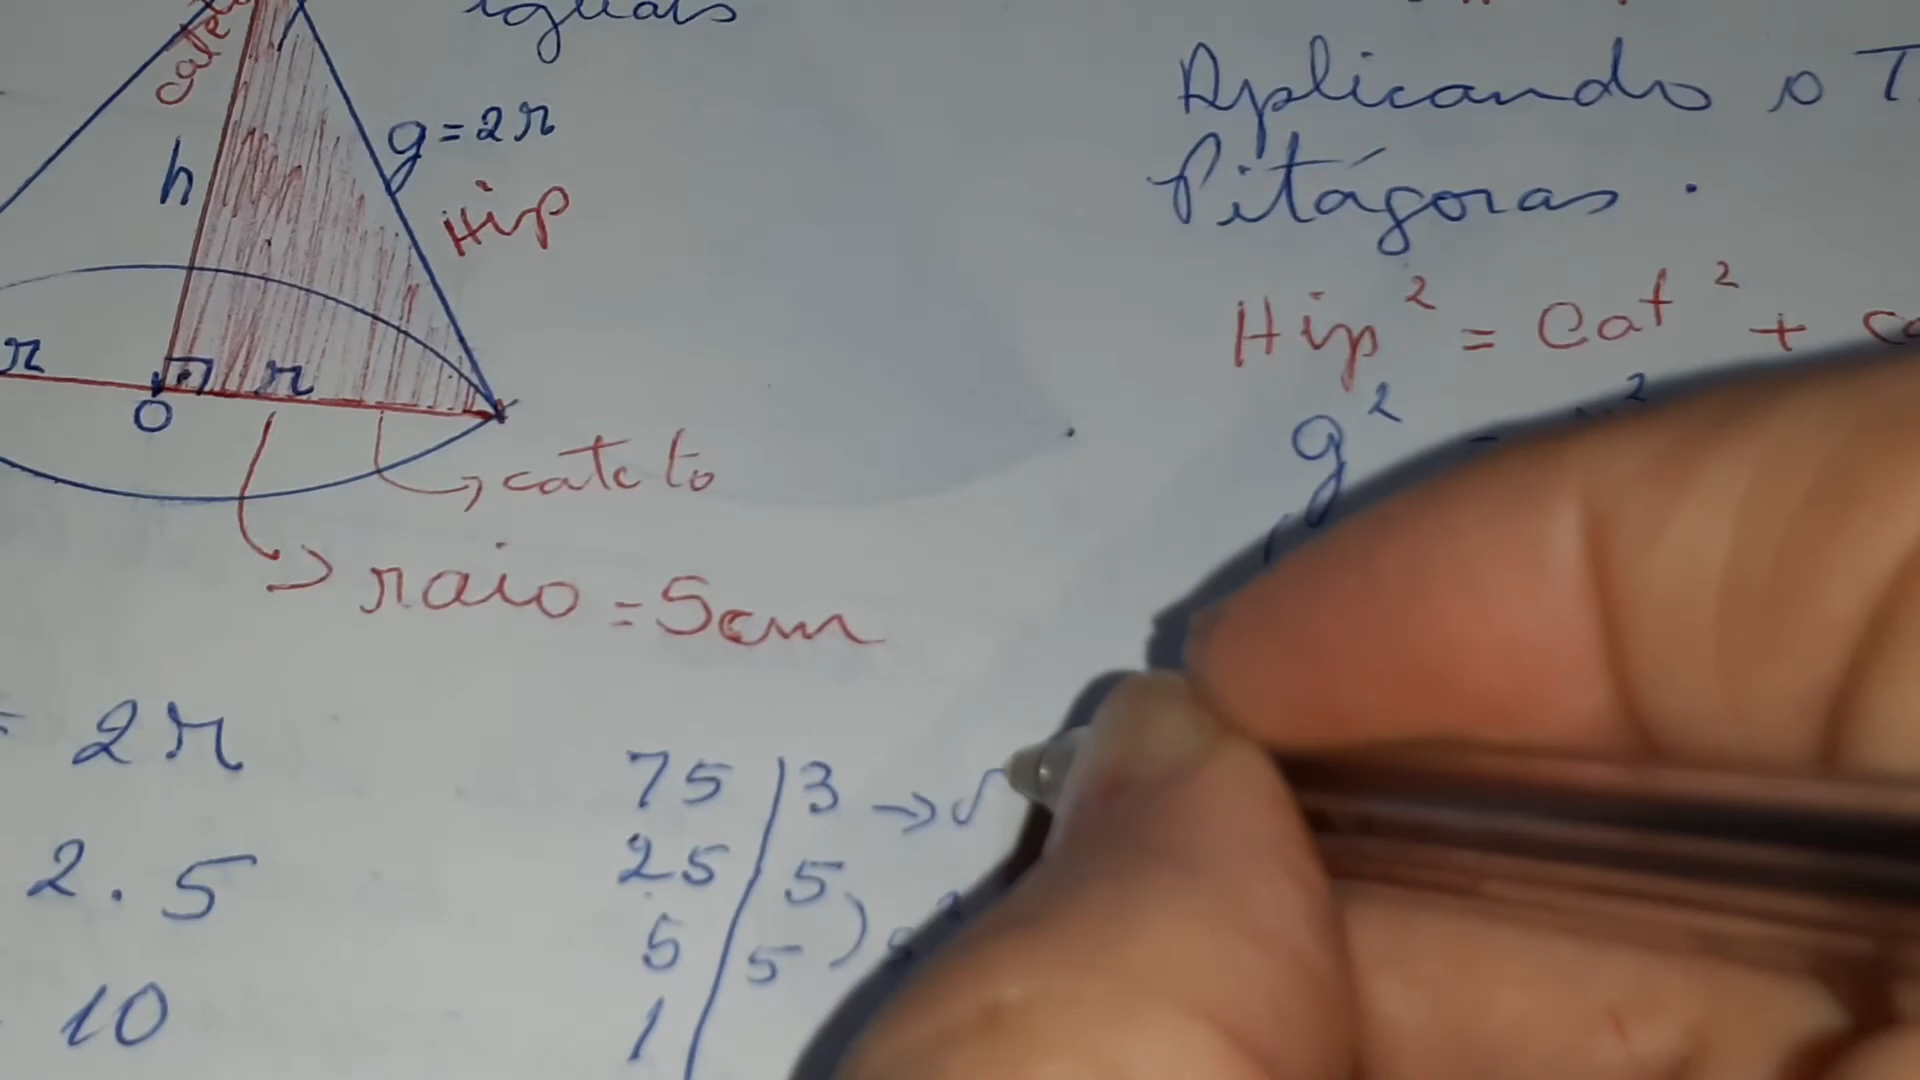 iguais
h
g = 2r
Hip
r
r
O
cateto
raio = 5cm
= 2r
2 . 5
10
75 | 3 → √
25 | 5
5 | 5
1
Aplicando o T
Pitágoras .
Hip² = Cat² +
g² =